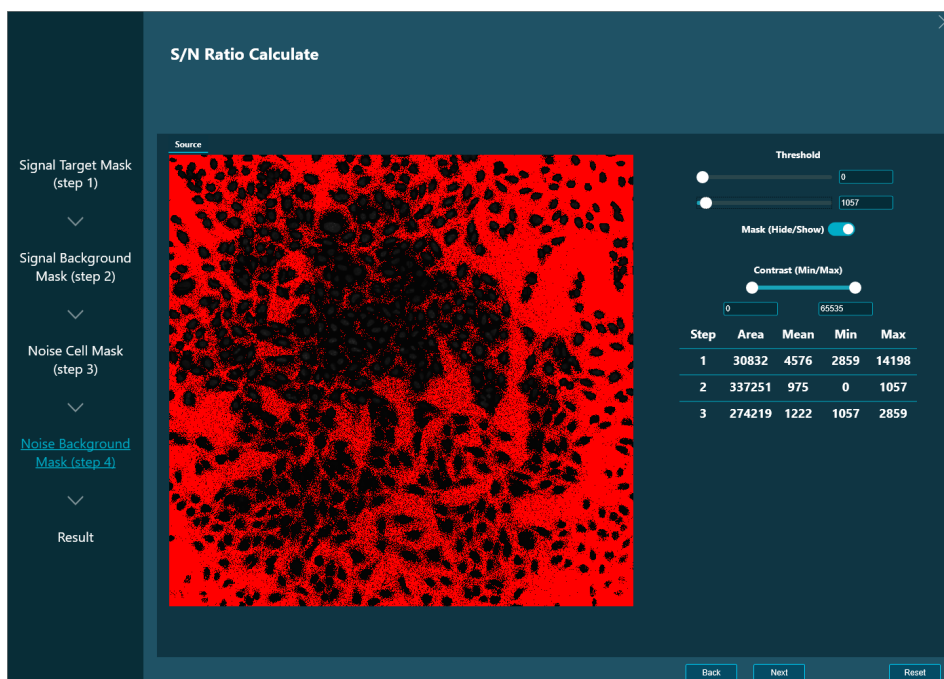 S/N Ratio Calculate
Signal Target Mask
(step 1)
Signal Background
Mask (step 2)
Noise Cell Mask
(step 3)
Noise Background
Mask (step 4)
Result
Source
Threshold
0
1057
Mask (Hide/Show)
Contrast (Min/Max)
0 65535
Step Area Mean Min Max
1 30832 4576 2859 14198
2 337251 975 0 1057
3 274219 1222 1057 2859
Back Next Reset